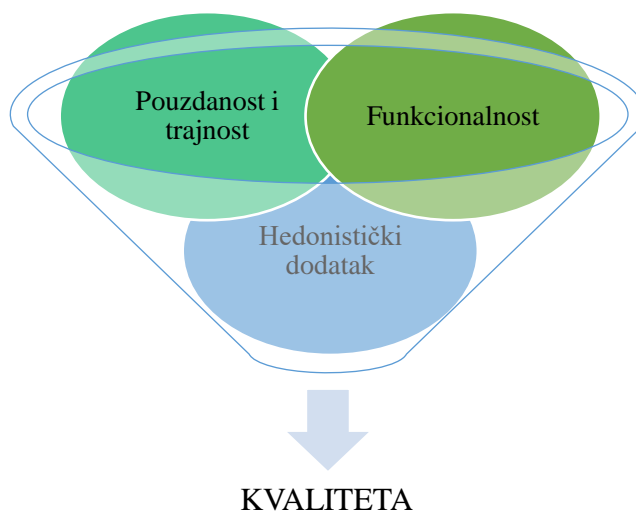 Pouzdanost i
trajnost
Funkcionalnost
Hedonistički
dodatak
KVALITETA